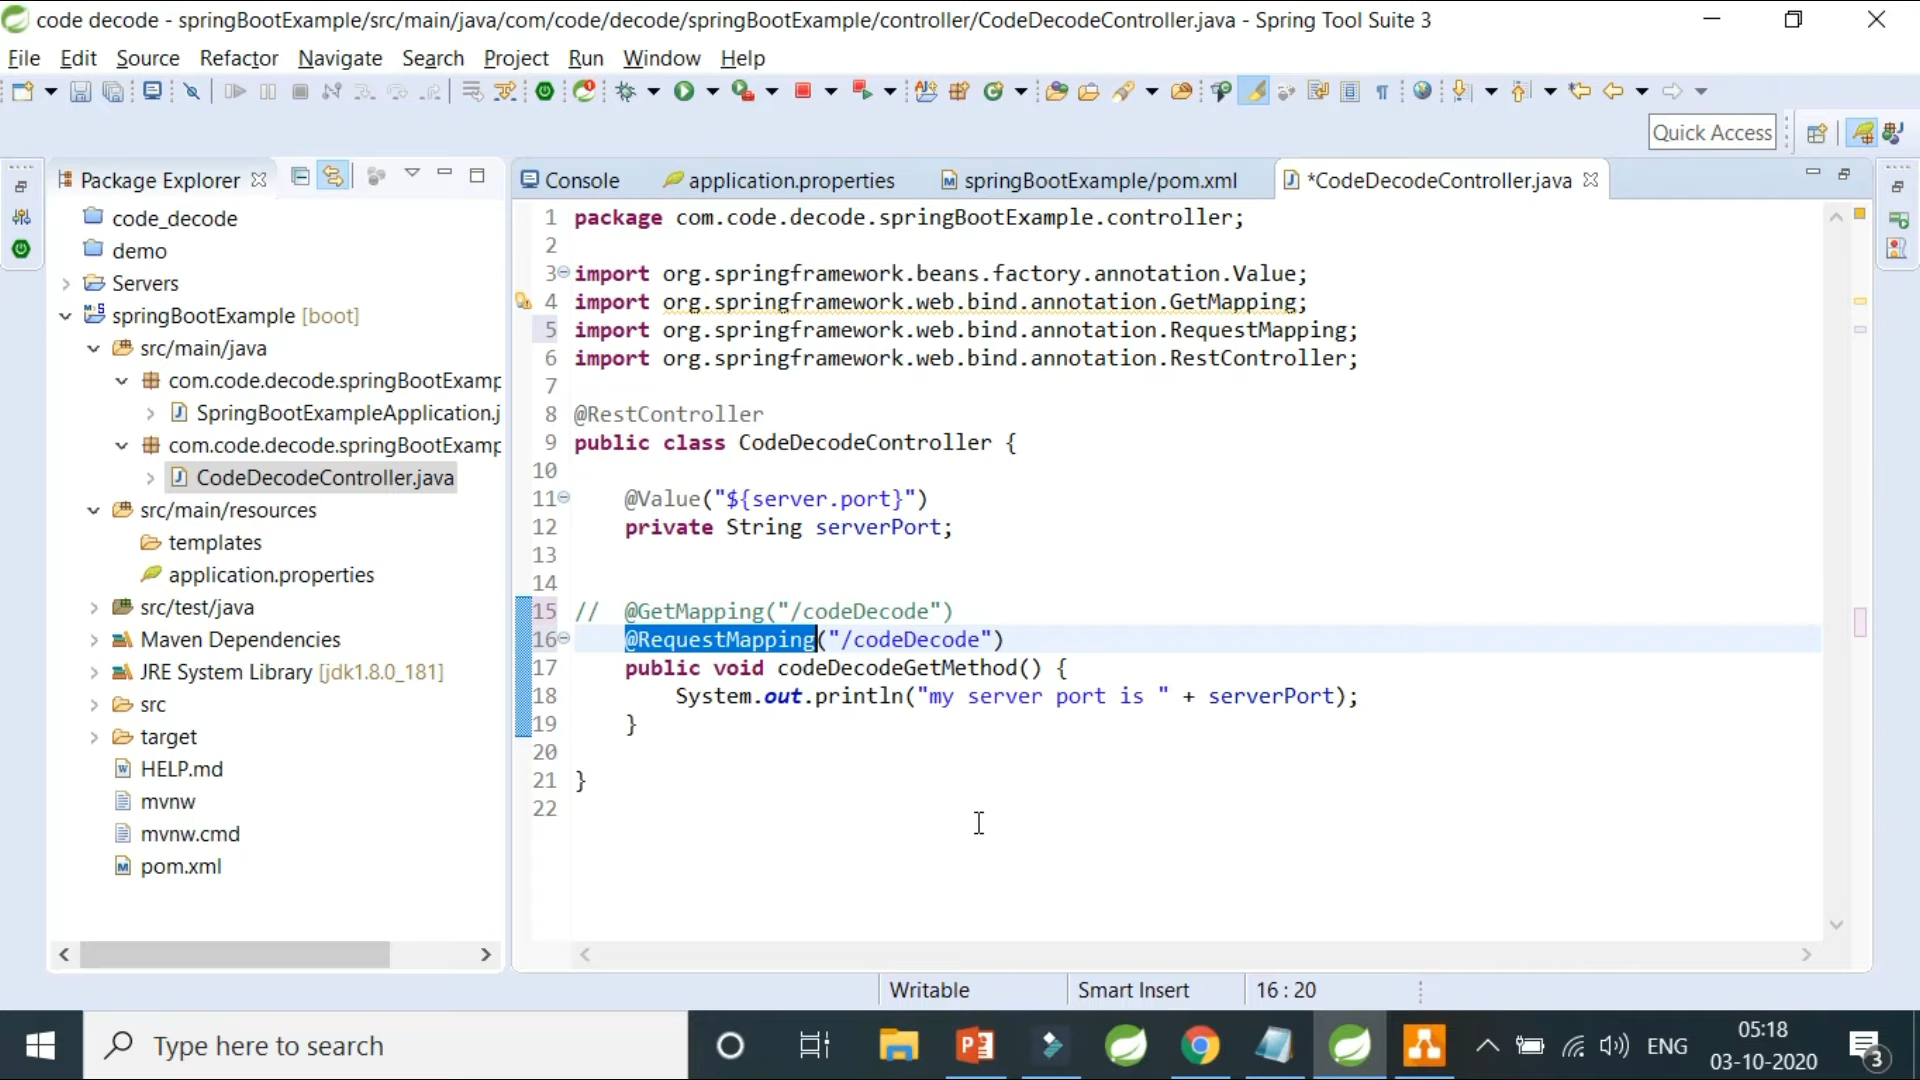 code decode - springBootExample/src/main/java/com/code/decode/springBootExample/controller/CodeDecodeController.java - Spring Tool Suite 3
File Edit Source Refactor Navigate Search Project Run Window Help
Quick Access
Package Explorer
code_decode
demo
Servers
springBootExample [boot]
src/main/java
com.code.decode.springBootExamp
SpringBootExampleApplication.j
com.code.decode.springBootExamp
CodeDecodeController.java
src/main/resources
templates
application.properties
src/test/java
Maven Dependencies
JRE System Library [jdk1.8.0_181]
src
target
HELP.md
mvnw
mvnw.cmd
pom.xml
Console application.properties springBootExample/pom.xml *CodeDecodeController.java
1 package com.code.decode.springBootExample.controller;
2
3 import org.springframework.beans.factory.annotation.Value;
4 import org.springframework.web.bind.annotation.GetMapping;
5 import org.springframework.web.bind.annotation.RequestMapping;
6 import org.springframework.web.bind.annotation.RestController;
7
8 @RestController
9 public class CodeDecodeController {
10
11 @Value("${server.port}")
12 private String serverPort;
13
14
15 // @GetMapping("/codeDecode")
16 @RequestMapping("/codeDecode")
17 public void codeDecodeGetMethod() {
18 System.out.println("my server port is " + serverPort);
19 }
20
21 }
22
Writable Smart Insert 16 : 20
Type here to search
ENG
05:18
03-10-2020
3